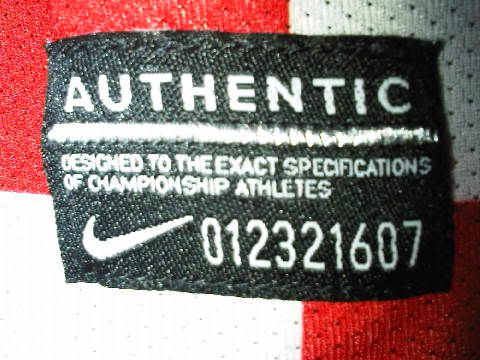 AUTHENTIC
DESIGNED TO THE EXACT SPECIFICATIONS
OF CHAMPIONSHIP ATHLETES
012321607